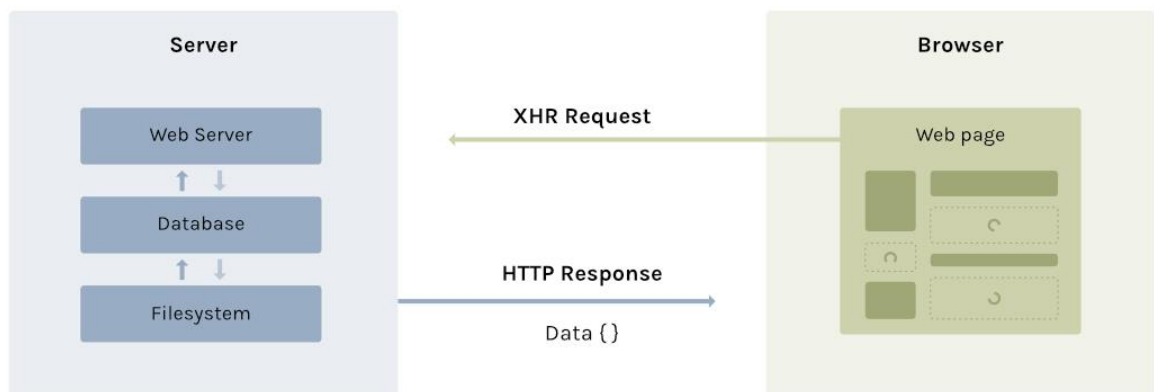 Server
Browser
Web Server
Database
Filesystem
XHR Request
HTTP Response
Data {}
Web page